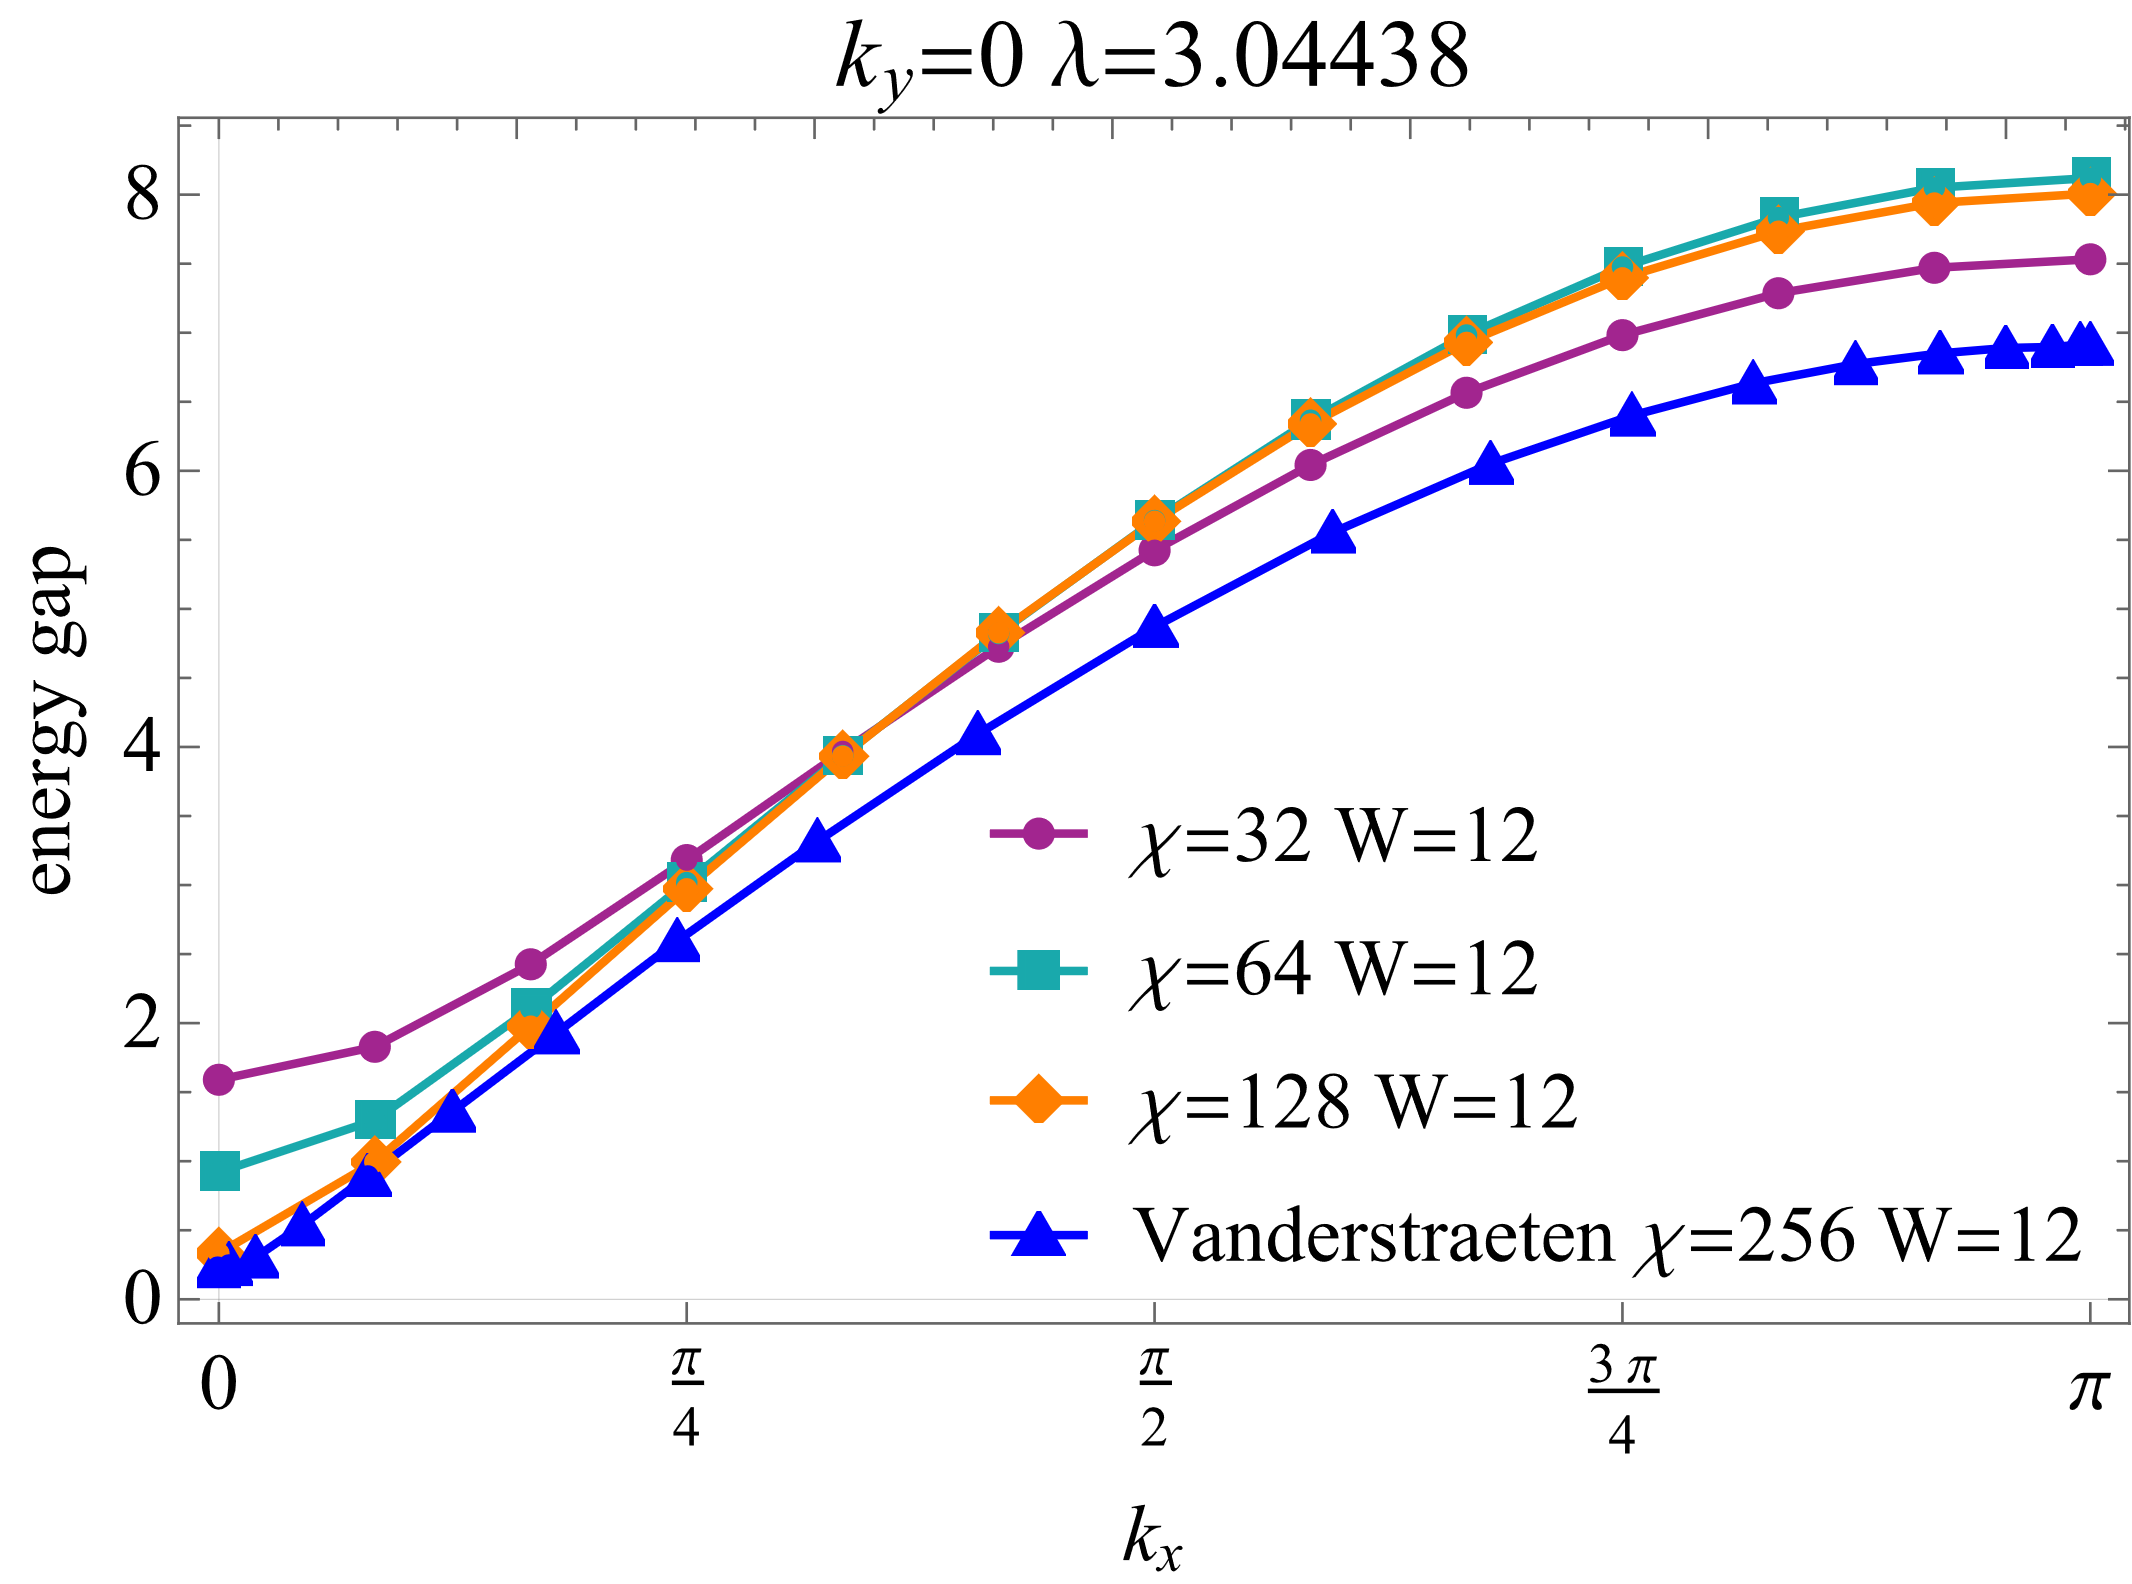 k_y=0 λ=3.04438
energy gap
8
6
4
2
0
χ=32 W=12
χ=64 W=12
χ=128 W=12
Vanderstraeten χ=256 W=12
0 π/4 π/2 3π/4 π
k_x